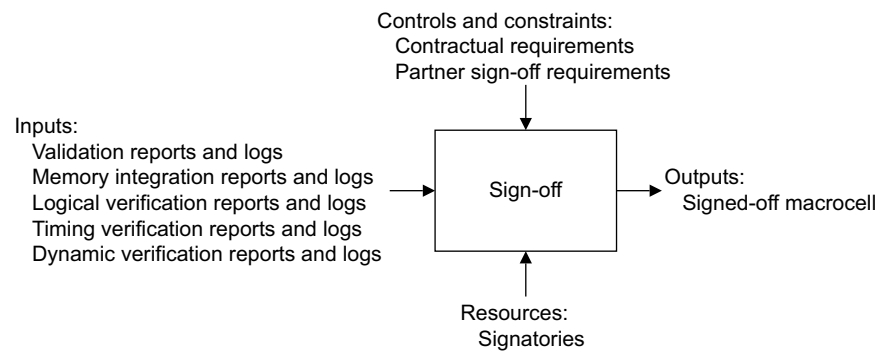 Controls and constraints:
Contractual requirements
Partner sign-off requirements
Inputs:
Validation reports and logs
Memory integration reports and logs
Logical verification reports and logs
Timing verification reports and logs
Dynamic verification reports and logs
Sign-off
Outputs:
Signed-off macrocell
Resources:
Signatories